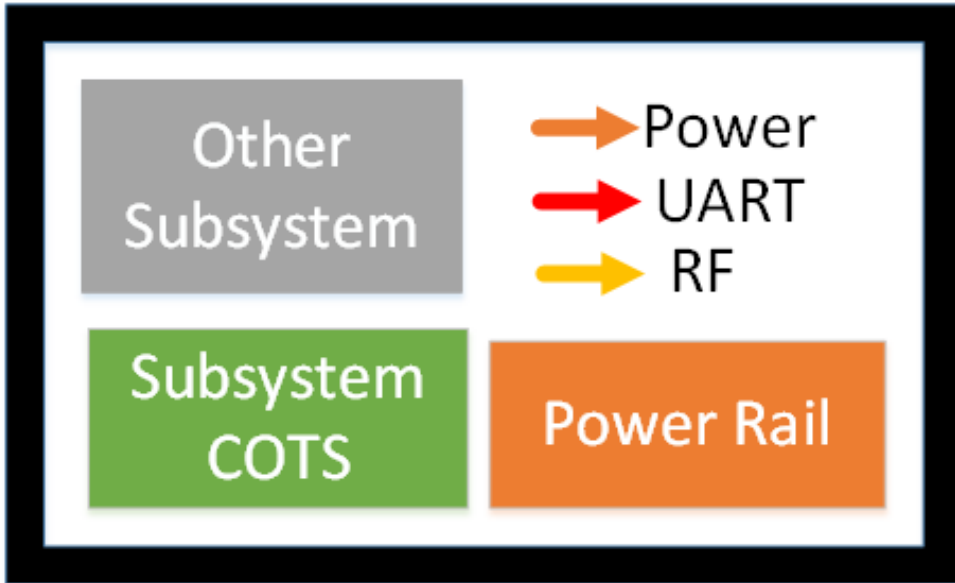 Other
Subsystem
Power
UART
RF
Subsystem
COTS
Power Rail